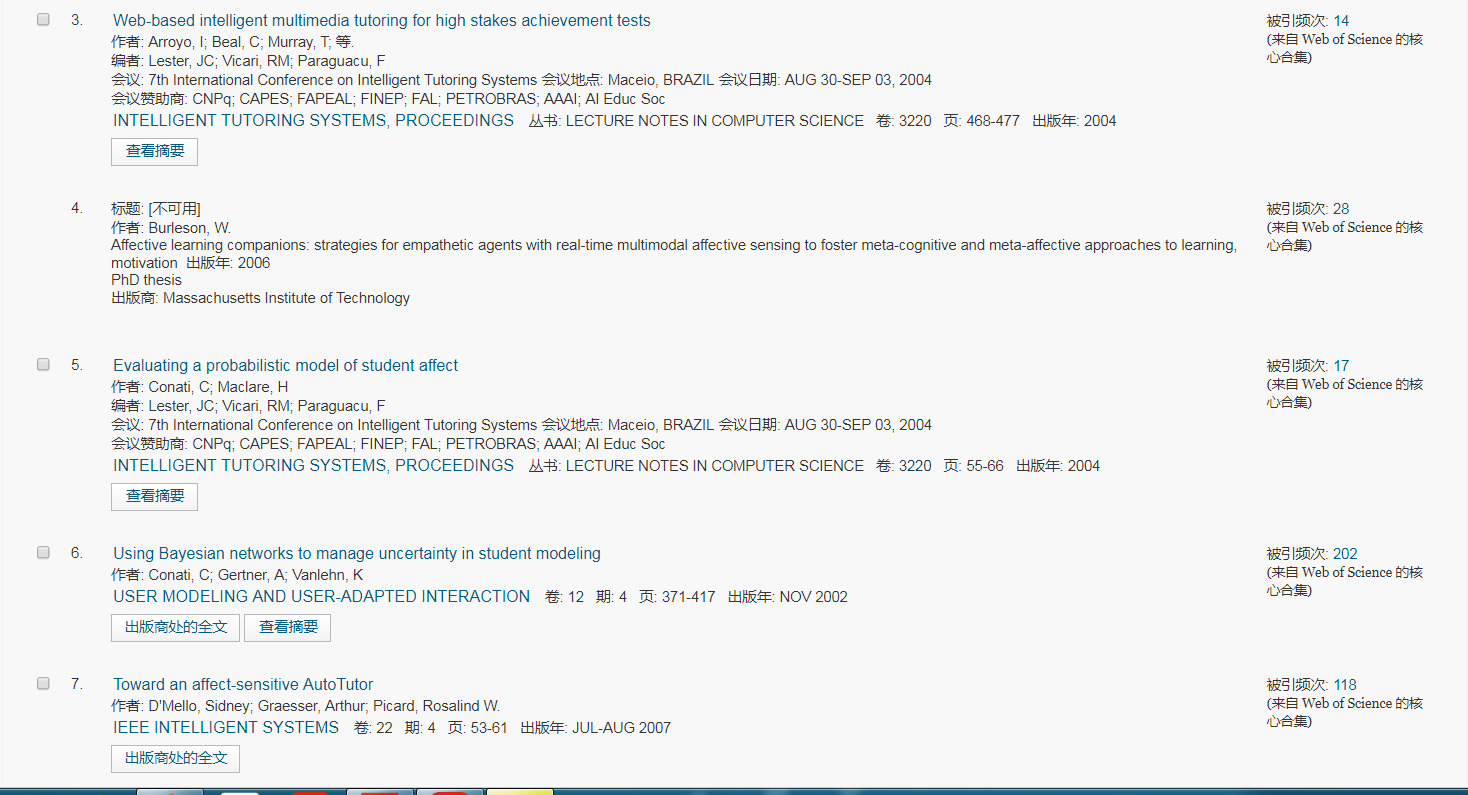 3. Web-based intelligent multimedia tutoring for high stakes achievement tests
作者: Arroyo, I; Beal, C; Murray, T; 等.
编者: Lester, JC; Vicari, RM; Paraguacu, F
会议: 7th International Conference on Intelligent Tutoring Systems 会议地点: Maceio, BRAZIL 会议日期: AUG 30-SEP 03, 2004
会议赞助商: CNPq; CAPES; FAPEAL; FINEP; FAL; PETROBRAS; AAAI; AI Educ Soc
INTELLIGENT TUTORING SYSTEMS, PROCEEDINGS 丛书: LECTURE NOTES IN COMPUTER SCIENCE 卷: 3220 页: 468-477 出版年: 2004
查看摘要
被引频次: 14
(来自 Web of Science 的核
心合集)
4. 标题: [不可用]
作者: Burleson, W.
Affective learning companions: strategies for empathetic agents with real-time multimodal affective sensing to foster meta-cognitive and meta-affective approaches to learning,
motivation 出版年: 2006
PhD thesis
出版商: Massachusetts Institute of Technology
被引频次: 28
(来自 Web of Science 的核
心合集)
5. Evaluating a probabilistic model of student affect
作者: Conati, C; Maclare, H
编者: Lester, JC; Vicari, RM; Paraguacu, F
会议: 7th International Conference on Intelligent Tutoring Systems 会议地点: Maceio, BRAZIL 会议日期: AUG 30-SEP 03, 2004
会议赞助商: CNPq; CAPES; FAPEAL; FINEP; FAL; PETROBRAS; AAAI; AI Educ Soc
INTELLIGENT TUTORING SYSTEMS, PROCEEDINGS 丛书: LECTURE NOTES IN COMPUTER SCIENCE 卷: 3220 页: 55-66 出版年: 2004
查看摘要
被引频次: 17
(来自 Web of Science 的核
心合集)
6. Using Bayesian networks to manage uncertainty in student modeling
作者: Conati, C; Gertner, A; Vanlehn, K
USER MODELING AND USER-ADAPTED INTERACTION 卷: 12 期: 4 页: 371-417 出版年: NOV 2002
出版商处的全文 查看摘要
被引频次: 202
(来自 Web of Science 的核
心合集)
7. Toward an affect-sensitive AutoTutor
作者: D'Mello, Sidney; Graesser, Arthur; Picard, Rosalind W.
IEEE INTELLIGENT SYSTEMS 卷: 22 期: 4 页: 53-61 出版年: JUL-AUG 2007
出版商处的全文
被引频次: 118
(来自 Web of Science 的核
心合集)